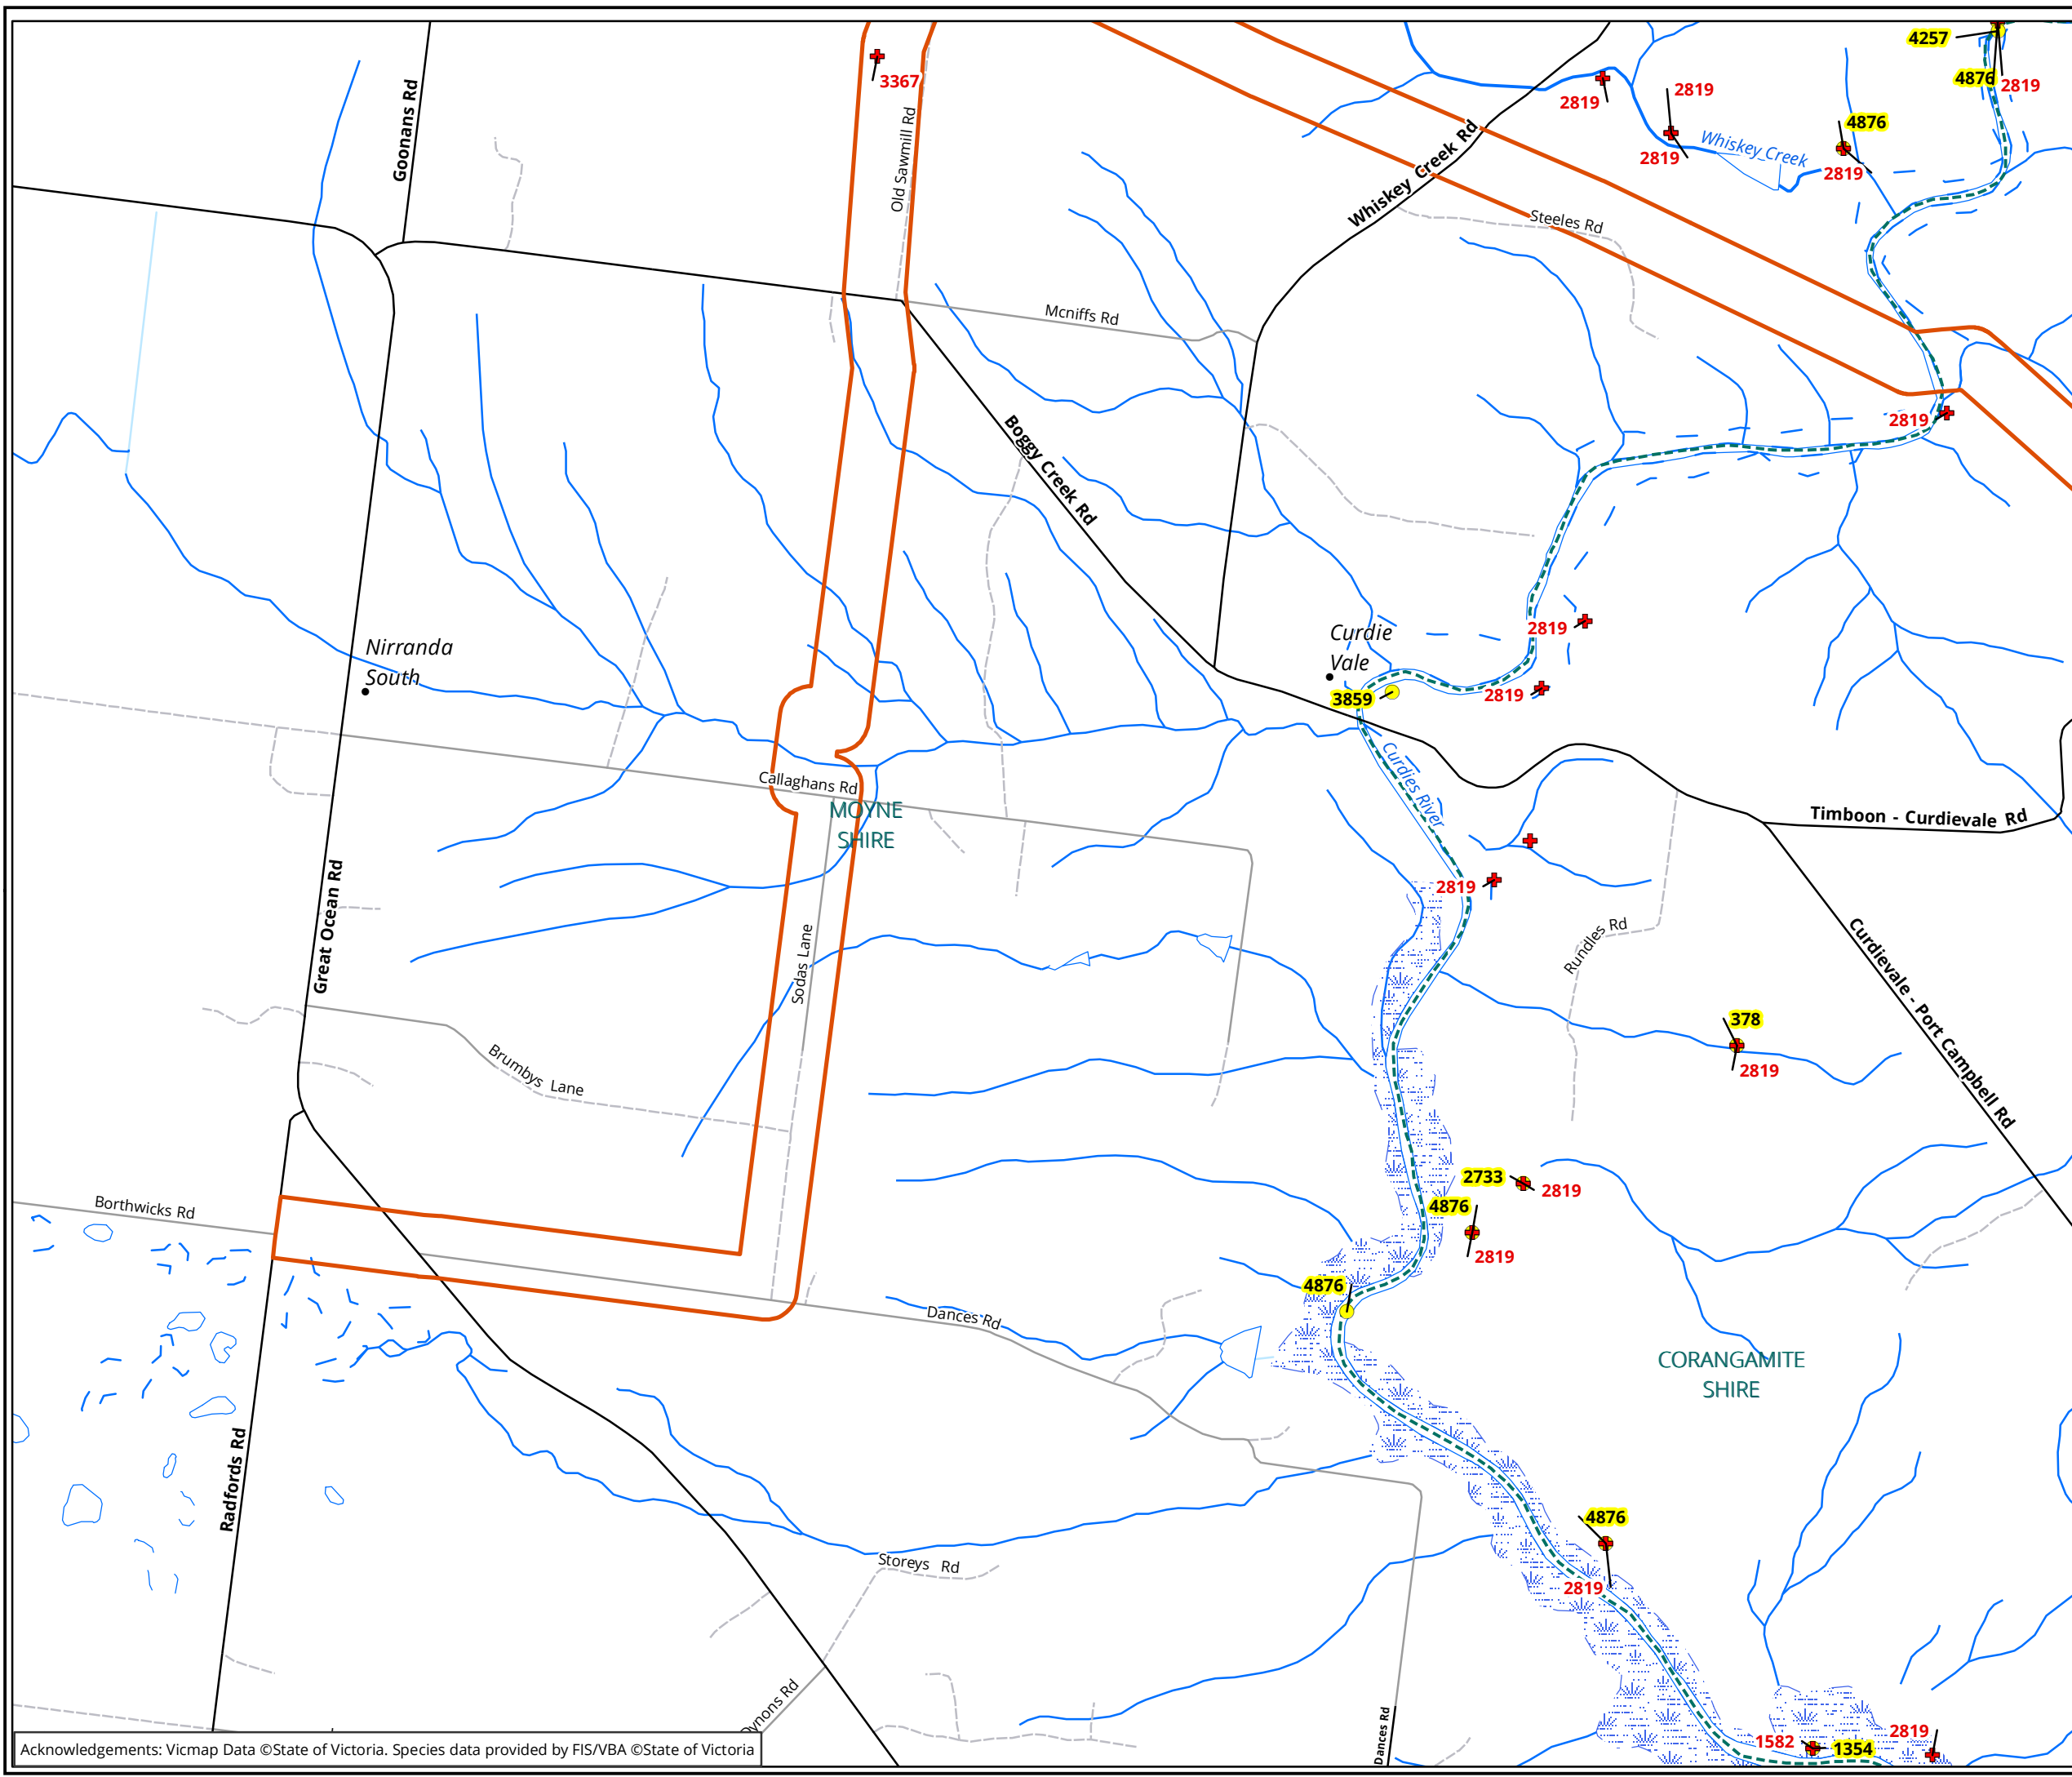 4257
4876
2819
3367
2819
2819
2819
4876
2819
Whiskey Creek
Goonans Rd
Old Sawmill Rd
Whiskey Creek Rd
Steeles Rd
Mcniffs Rd
2819
Boggy Creek Rd
2819
Curdie
Vale
Nirranda
South
2819
3859
Curdies River
Callaghans Rd
MOYNE
SHIRE
Timboon - Curdievale Rd
2819
Great Ocean Rd
Sodas Lane
Rundles Rd
Curdievale - Port Campbell Rd
378
2819
Brumbys Lane
2733
2819
4876
2819
Borthwicks Rd
4876
Dances Rd
CORANGAMITE
SHIRE
Radfords Rd
4876
Storeys Rd
2819
Dances Rd
2819
1582
1354
Acknowledgements: Vicmap Data ©State of Victoria. Species data provided by FIS/VBA ©State of Victoria